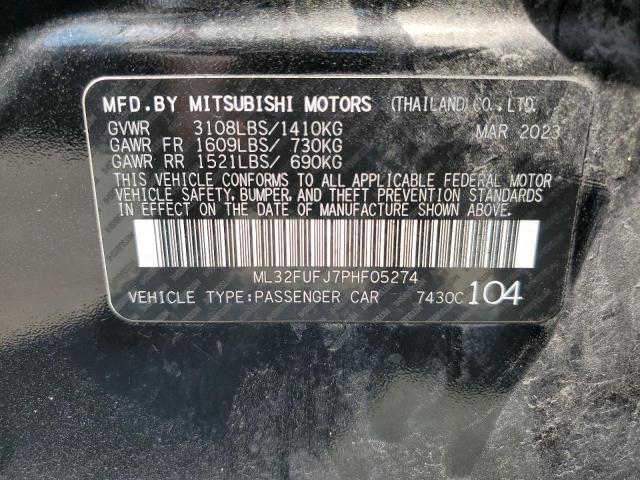 MFD.BY MITSUBISHI MOTORS (THAILAND)CO.,LTD.
GVWR 3108LBS/1410KG MAR 2023
GAWR FR 1609LBS/ 730KG
GAWR RR 1521LBS/ 690KG
THIS VEHICLE CONFORMS TO ALL APPLICABLE FEDERAL MOTOR
VEHICLE SAFETY, BUMPER, AND THEFT PREVENTION STANDARDS
IN EFFECT ON THE DATE OF MANUFACTURE SHOWN ABOVE.
ML32FUFJ7PHF05274
VEHICLE TYPE:PASSENGER CAR 7430C 104